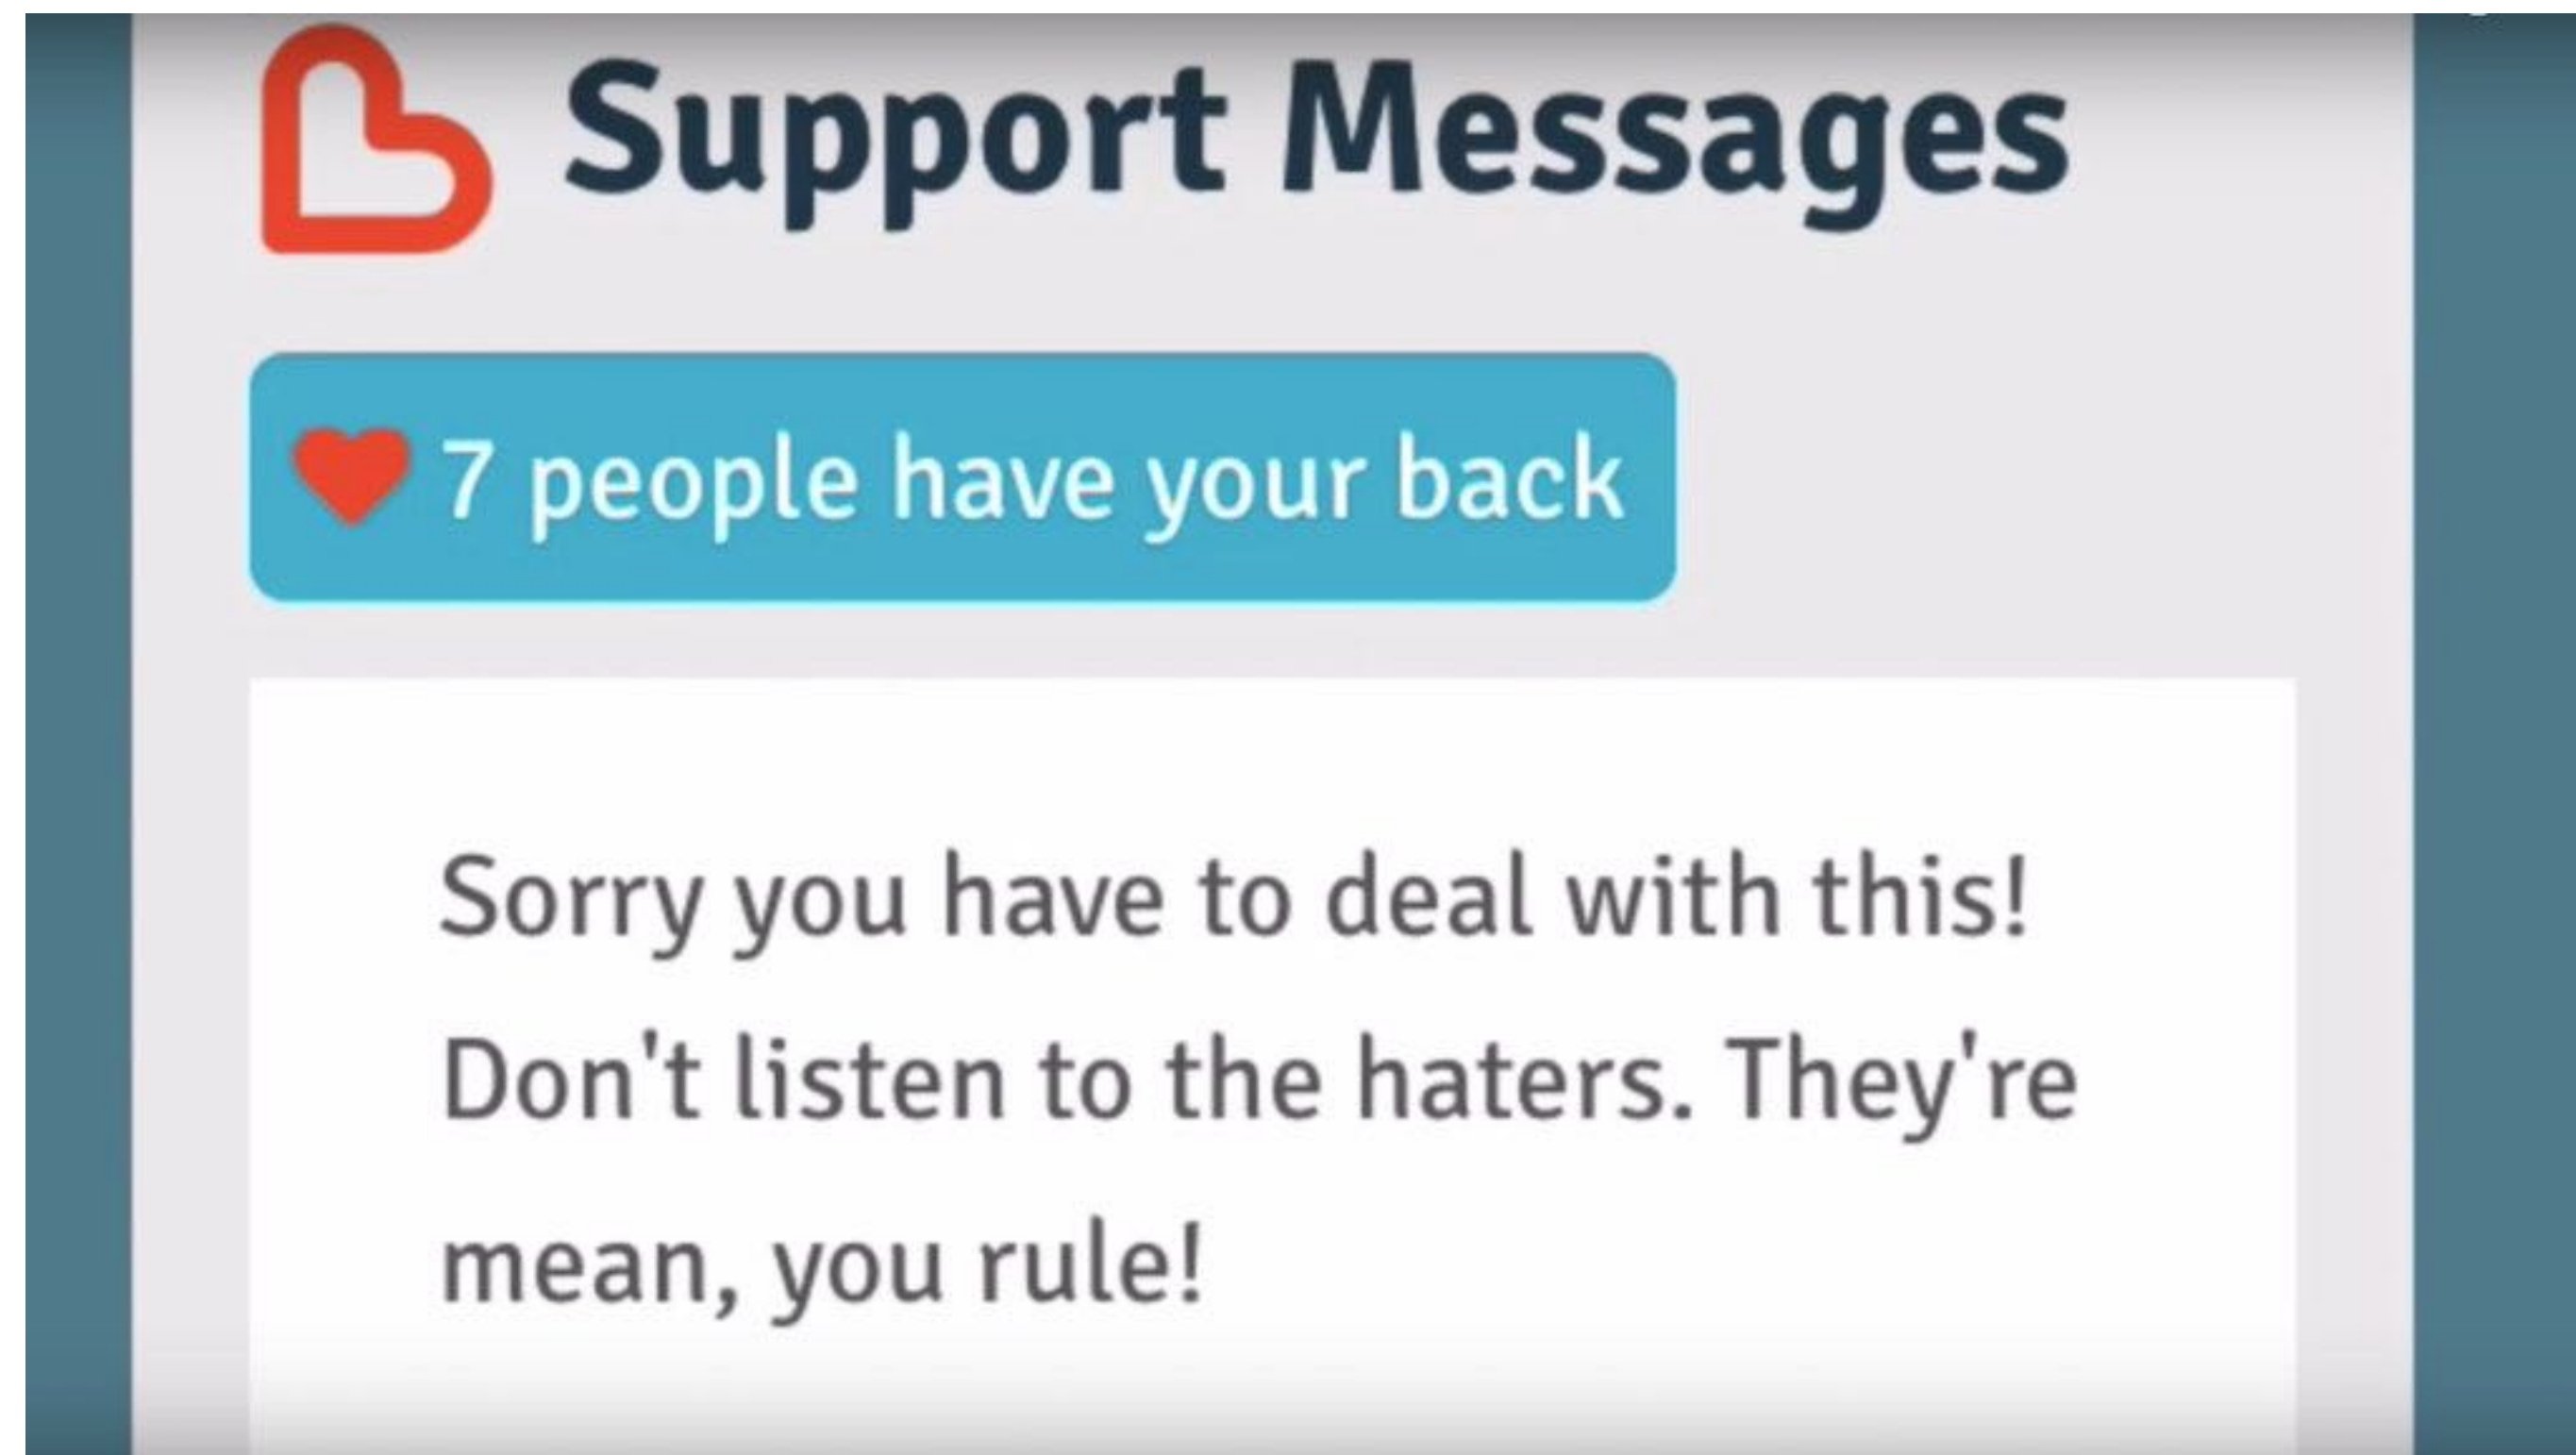 Support Messages
7 people have your back
Sorry you have to deal with this!
Don't listen to the haters. They're
mean, you rule!